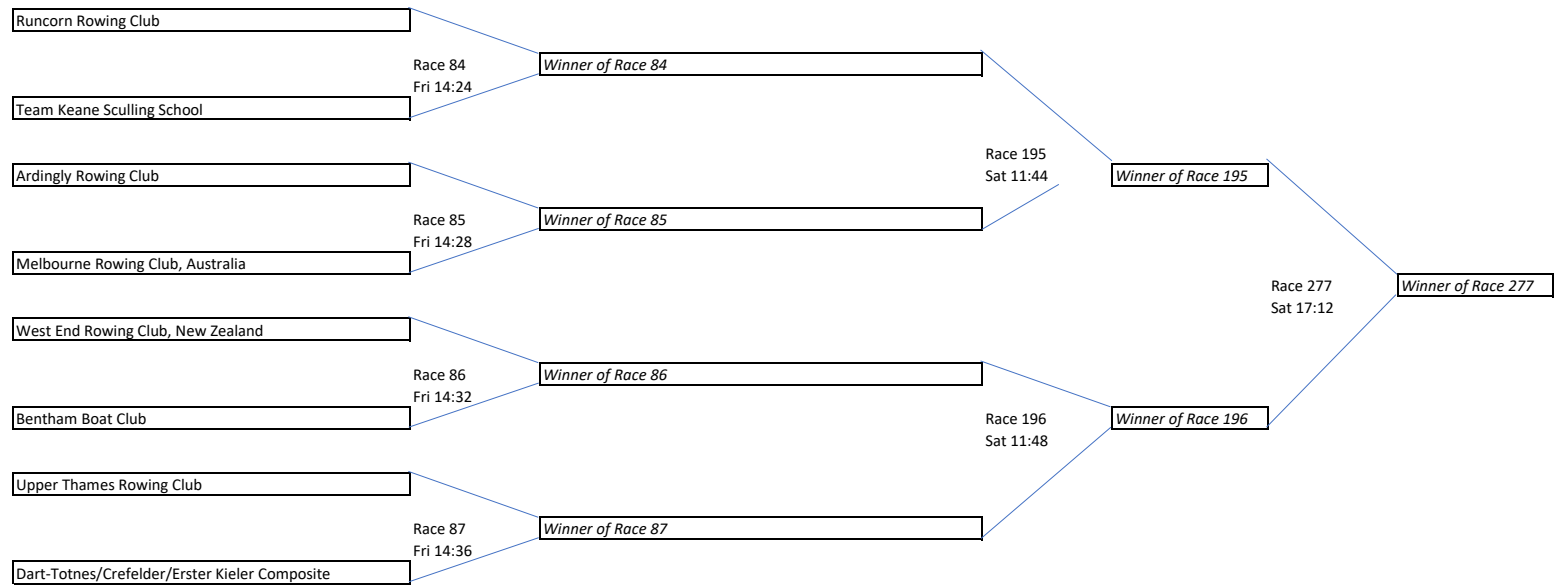 Runcorn Rowing Club
Race 84
Fri 14:24
Winner of Race 84
Team Keane Sculling School
Race 195
Sat 11:44
Ardingly Rowing Club
Winner of Race 195
Race 85
Fri 14:28
Winner of Race 85
Melbourne Rowing Club, Australia
Race 277
Sat 17:12
Winner of Race 277
West End Rowing Club, New Zealand
Race 86
Fri 14:32
Winner of Race 86
Bentham Boat Club
Race 196
Sat 11:48
Winner of Race 196
Upper Thames Rowing Club
Race 87
Fri 14:36
Winner of Race 87
Dart-Totnes/Crefelder/Erster Kieler Composite